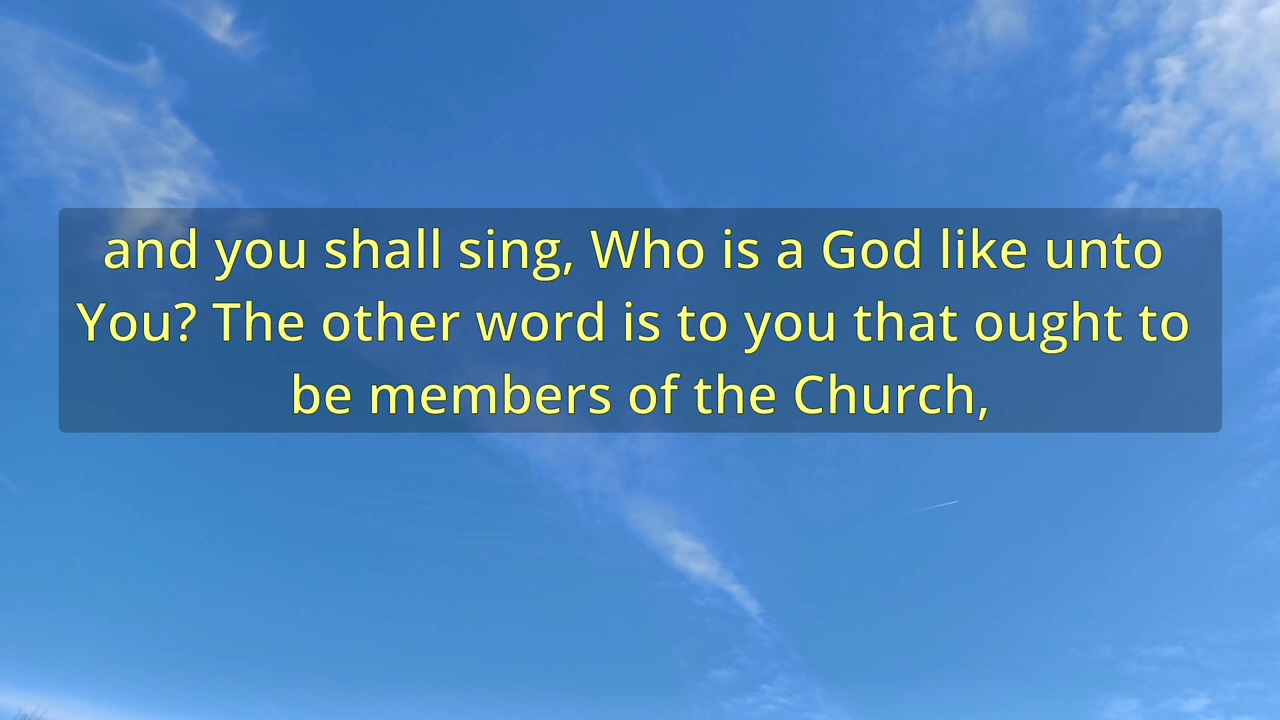 and you shall sing, Who is a God like unto
You? The other word is to you that ought to
be members of the Church,